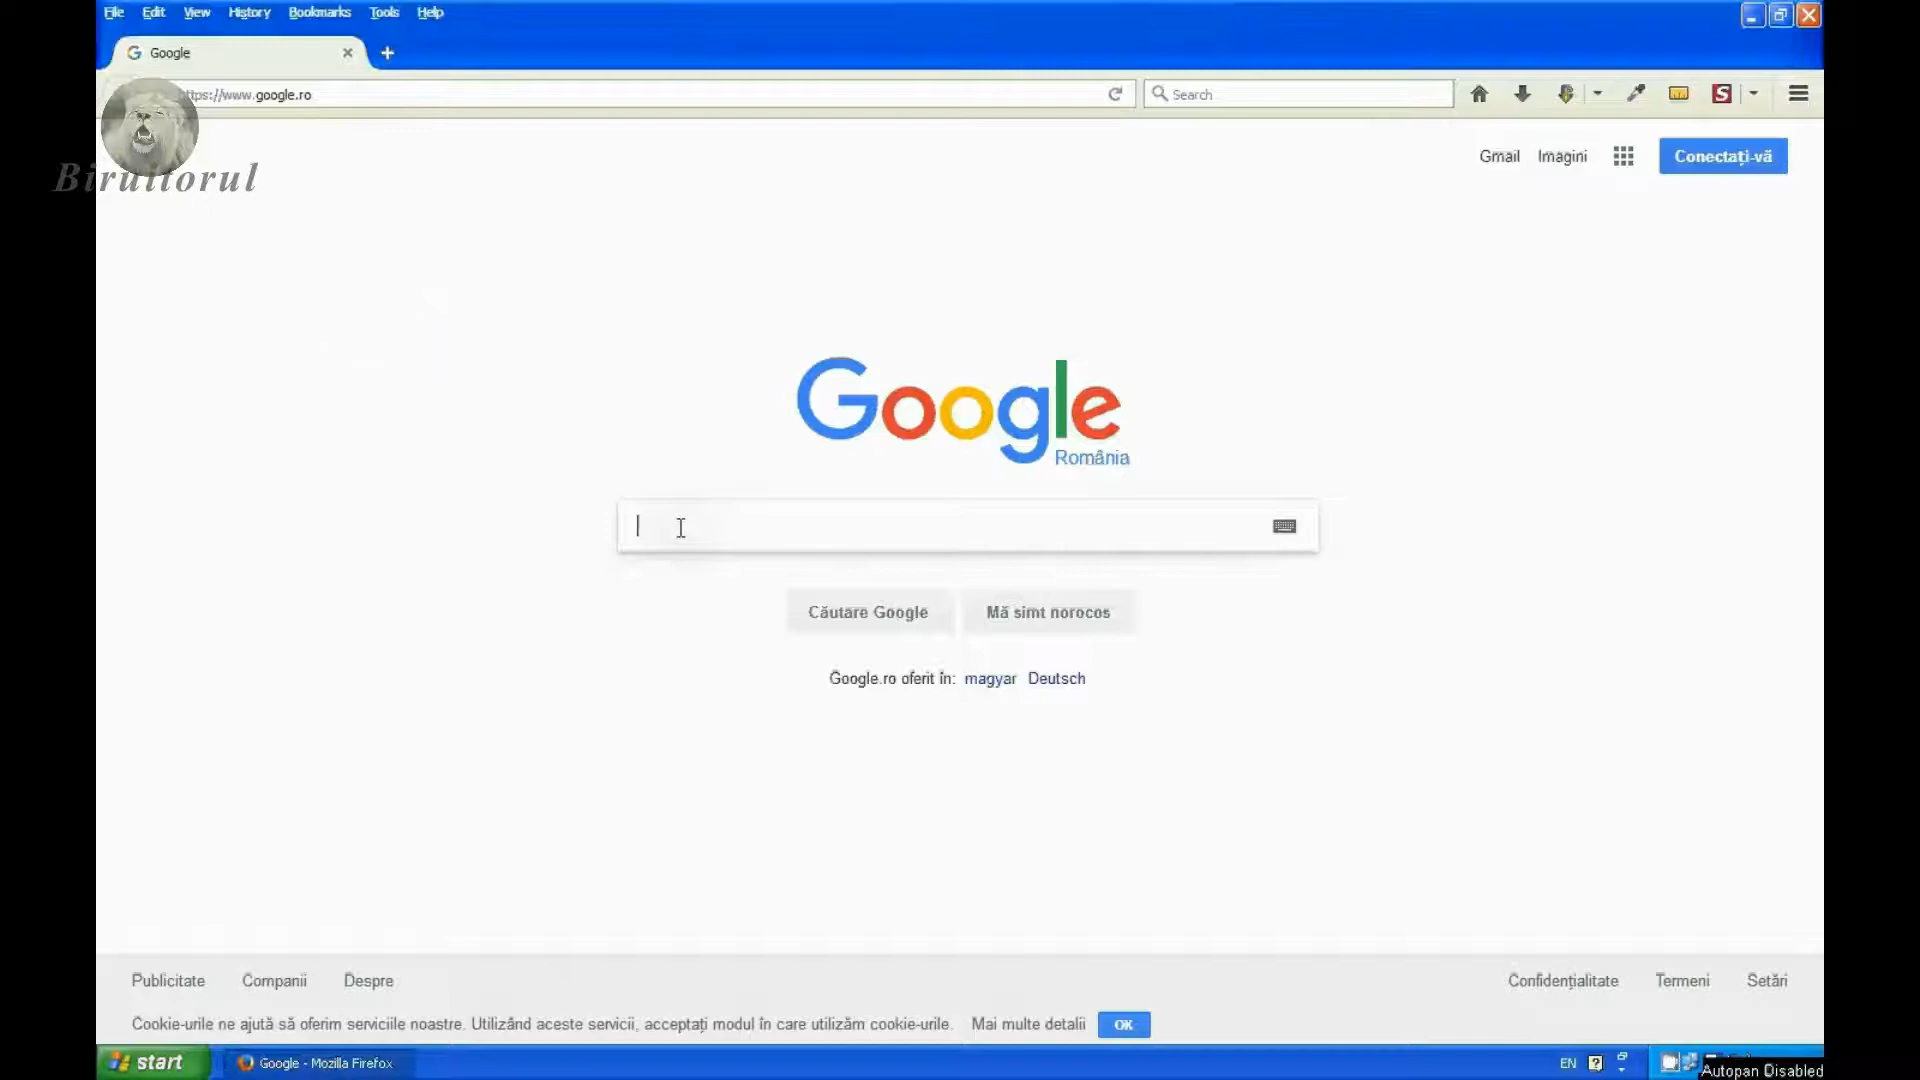 File Edit View History Bookmarks Tools Help
Google
https://www.google.ro
Search
Biruitorul
Gmail Imagini Conectați-vă
Google
România
Căutare Google Mă simt norocos
Google.ro oferit în: magyar Deutsch
Publicitate Companii Despre Confidențialitate Termeni Setări
Cookie-urile ne ajută să oferim serviciile noastre. Utilizând aceste servicii, acceptați modul în care utilizăm cookie-urile. Mai multe detalii OK
start Google - Mozilla Firefox EN
Autopan Disabled